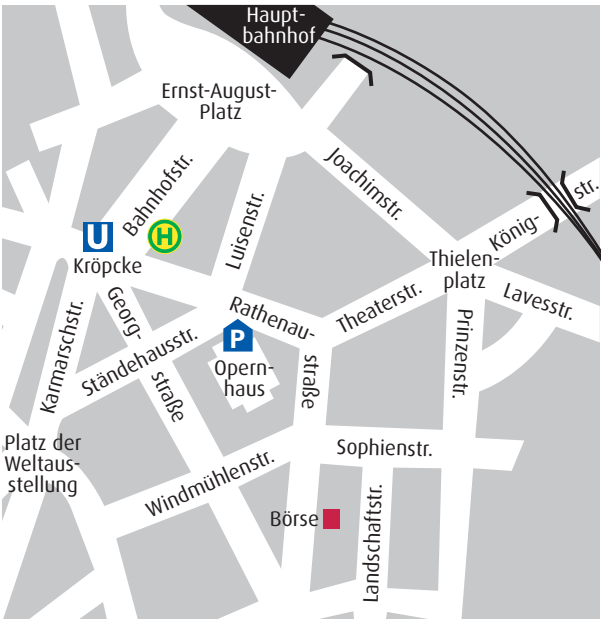 Haupt-
bahnhof
Ernst-August-
Platz
Bahnhofstr.
Luisenstr.
Joachimstr.
König-
str.
U
H
Kröpcke
Thielen-
platz
Lavesstr.
Georg-
straße
Rathenau-
straße
Theaterstr.
Prinzenstr.
Karmarschstr.
Ständehausstr.
P
Opern-
haus
Platz der
Weltaus-
stellung
Windmühlenstr.
Sophienstr.
Börse
Landschaftstr.